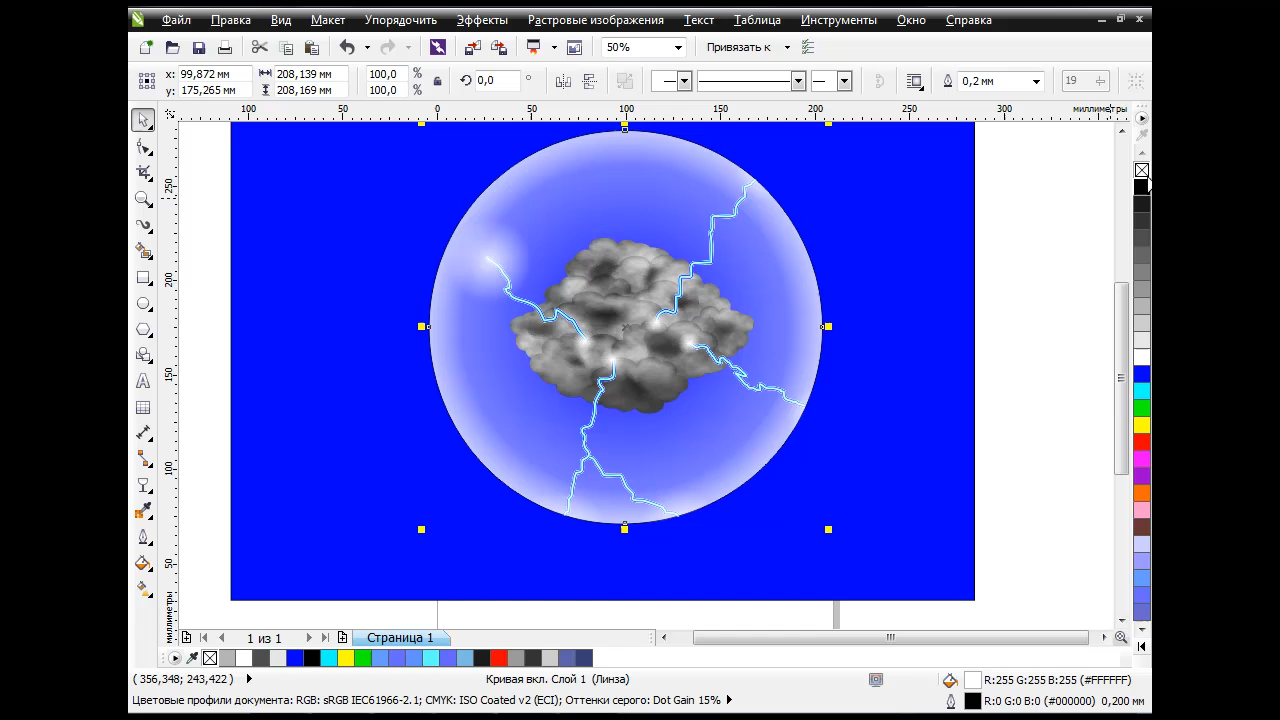 Файл Правка Вид Макет Упорядочить Эффекты Растровые изображения Текст Таблица Инструменты Окно Справка
50% Привязать к
x: 99,872 мм 208,139 мм 100,0 % 0,0 0,2 мм 19
y: 175,265 мм 208,169 мм 100,0 %
100 50 0 50 100 150 200 250 300 миллиметры
250
200
150
100
50
миллиметры
1 из 1 Страница 1
( 356,348; 243,422 ) Кривая вкл. Слой 1 (Линза) R:255 G:255 B:255 (#FFFFFF)
Цветовые профили документа: RGB: sRGB IEC61966-2.1; CMYK: ISO Coated v2 (ECI); Оттенки серого: Dot Gain 15% R:0 G:0 B:0 (#000000) 0,200 мм